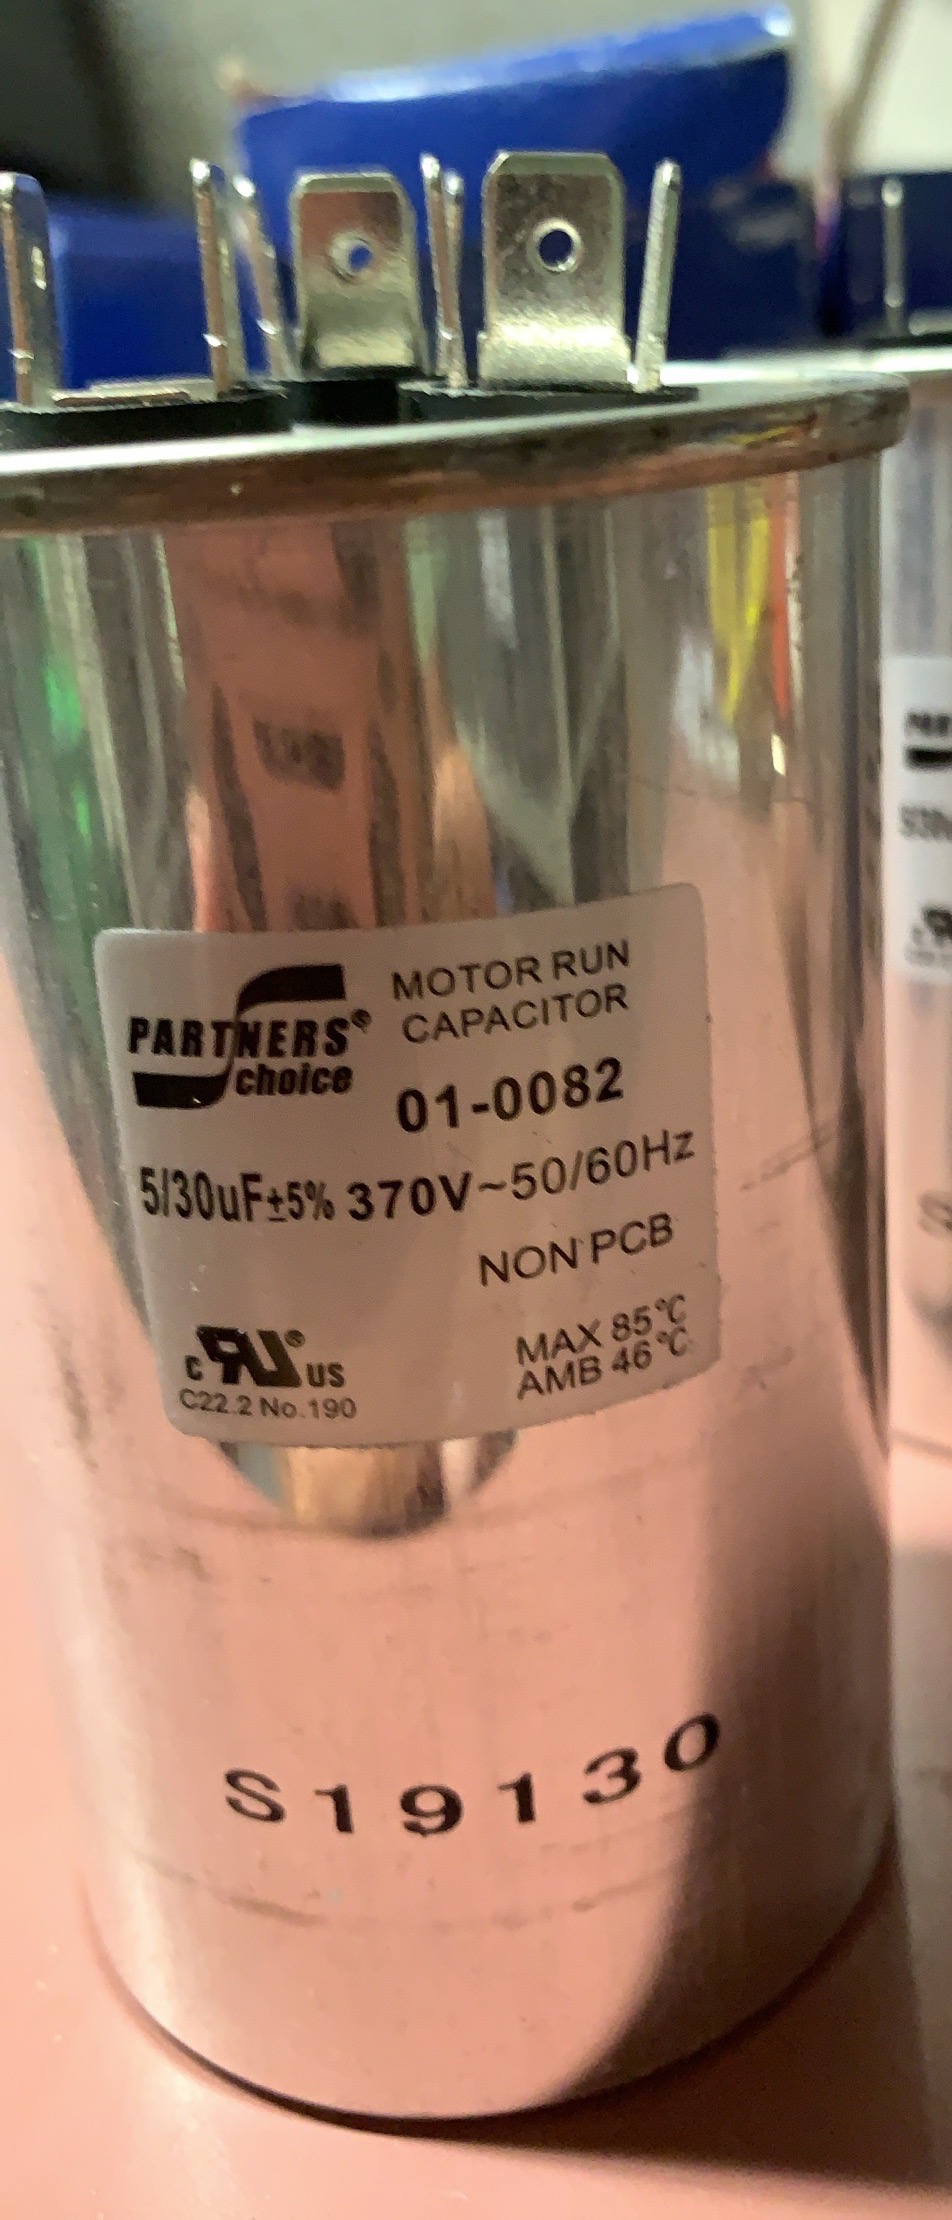 PARTNERS®
choice
MOTOR RUN
CAPACITOR
01-0082
5/30uF±5% 370V~50/60Hz
NON PCB
MAX 85°C
AMB 46°C
c RU® US
C22.2 No.190
S19130